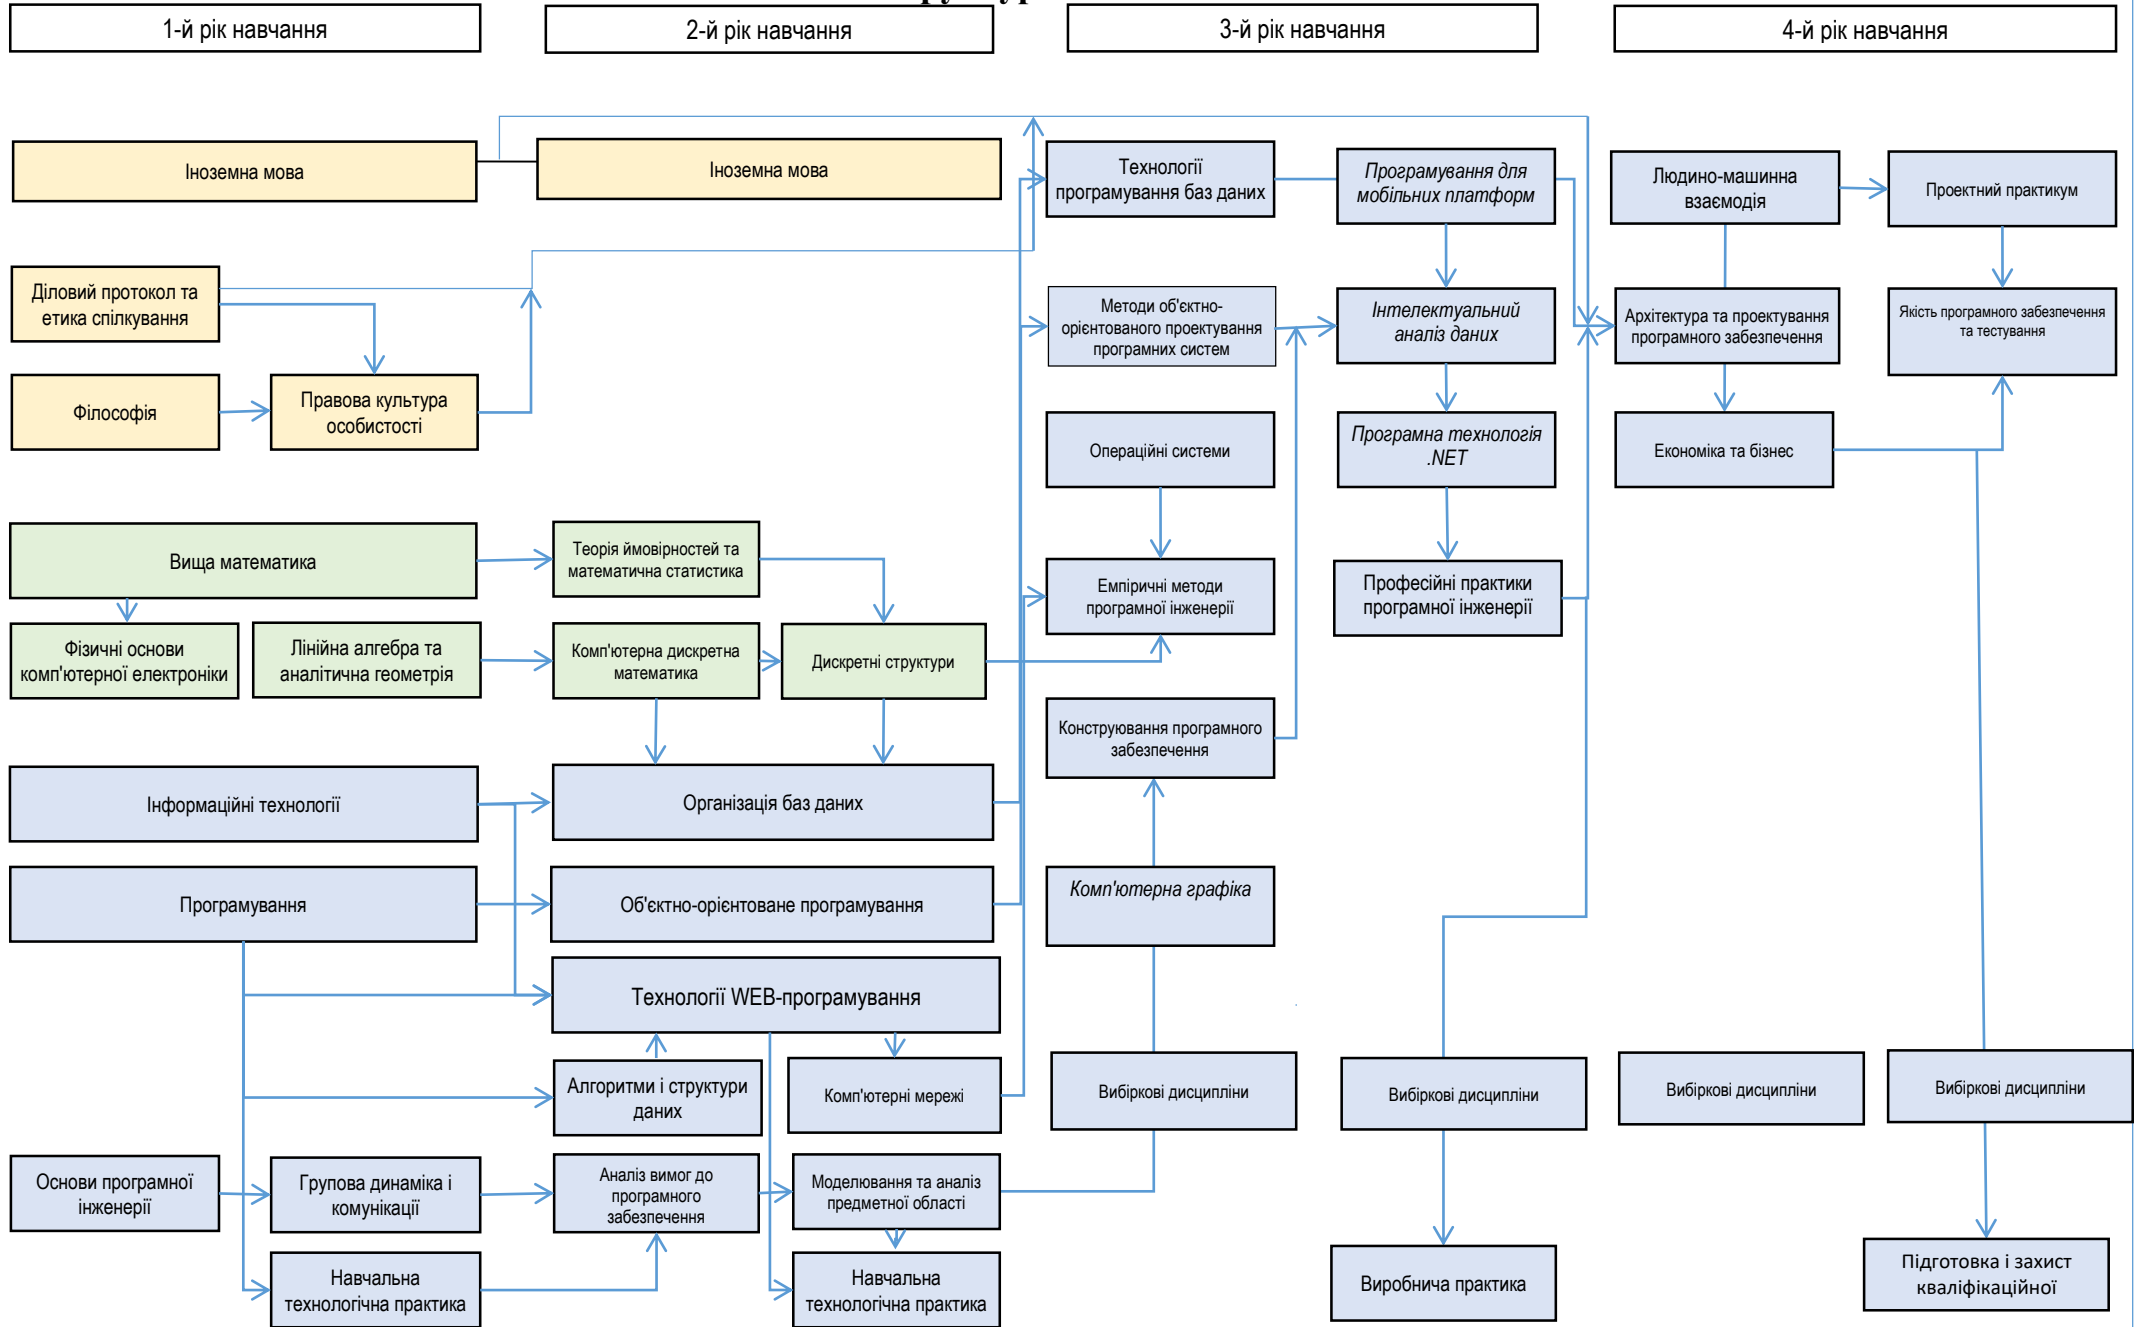 1-й рік навчання
2-й рік навчання
3-й рік навчання
4-й рік навчання
Іноземна мова
Іноземна мова
Технології
програмування баз даних
Програмування для
мобільних платформ
Людино-машинна
взаємодія
Проектний практикум
Діловий протокол та
етика спілкування
Методи об'єктно-
орієнтованого проектування
програмних систем
Інтелектуальний
аналіз даних
Архітектура та проектування
програмного забезпечення
Якість програмного забезпечення
та тестування
Філософія
Правова культура
особистості
Операційні системи
Програмна технологія
.NET
Економіка та бізнес
Вища математика
Теорія ймовірностей та
математична статистика
Емпіричні методи
програмної інженерії
Професійні практики
програмної інженерії
Фізичні основи
комп'ютерної електроніки
Лінійна алгебра та
аналітична геометрія
Комп'ютерна дискретна
математика
Дискретні структури
Конструювання програмного
забезпечення
Інформаційні технології
Організація баз даних
Програмування
Об'єктно-орієнтоване програмування
Комп'ютерна графіка
Технології WEB-програмування
Алгоритми і структури
даних
Комп'ютерні мережі
Вибіркові дисципліни
Вибіркові дисципліни
Вибіркові дисципліни
Вибіркові дисципліни
Основи програмної
інженерії
Групова динаміка і
комунікації
Аналіз вимог до
програмного
забезпечення
Моделювання та аналіз
предметної області
Навчальна
технологічна практика
Навчальна
технологічна практика
Виробнича практика
Підготовка і захист
кваліфікаційної